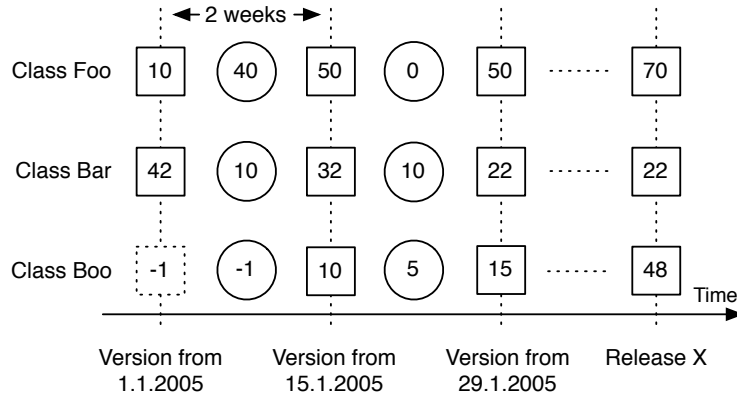 2 weeks
Class Foo 10 40 50 0 50 70
Class Bar 42 10 32 10 22 22
Class Boo -1 -1 10 5 15 48
Time
Version from
1.1.2005
Version from
15.1.2005
Version from
29.1.2005
Release X